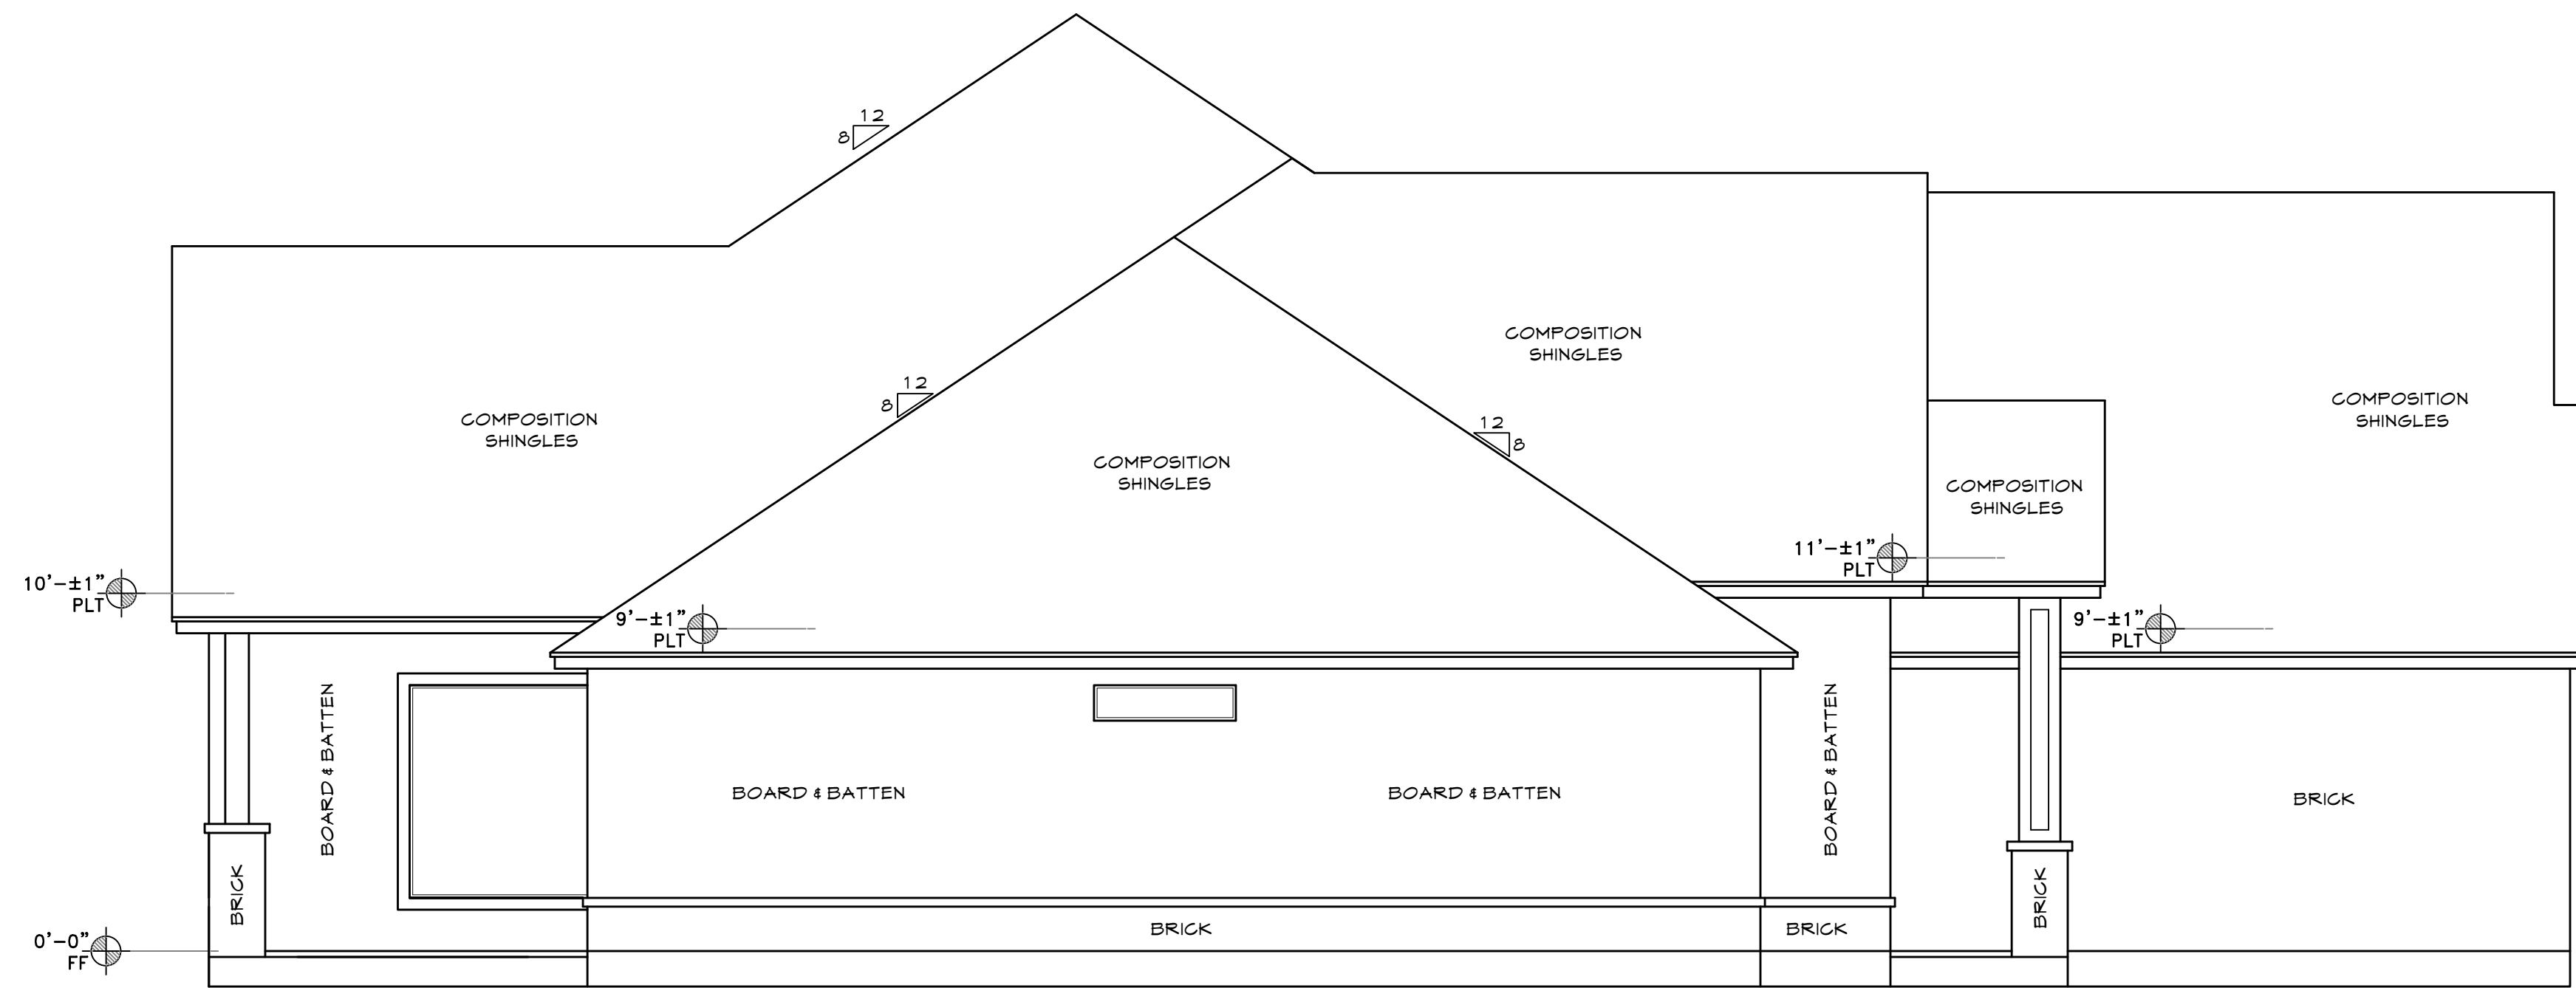 12
8
COMPOSITION
SHINGLES
12
8
COMPOSITION
SHINGLES
12
8
COMPOSITION
SHINGLES
COMPOSITION
SHINGLES
COMPOSITION
SHINGLES
11'-±1"
PLT
10'-±1"
PLT
9'-±1"
PLT
9'-±1"
PLT
BOARD & BATTEN
BOARD & BATTEN
BOARD & BATTEN
BOARD & BATTEN
BRICK
BRICK
BRICK
BRICK
BRICK
0'-0"
FF